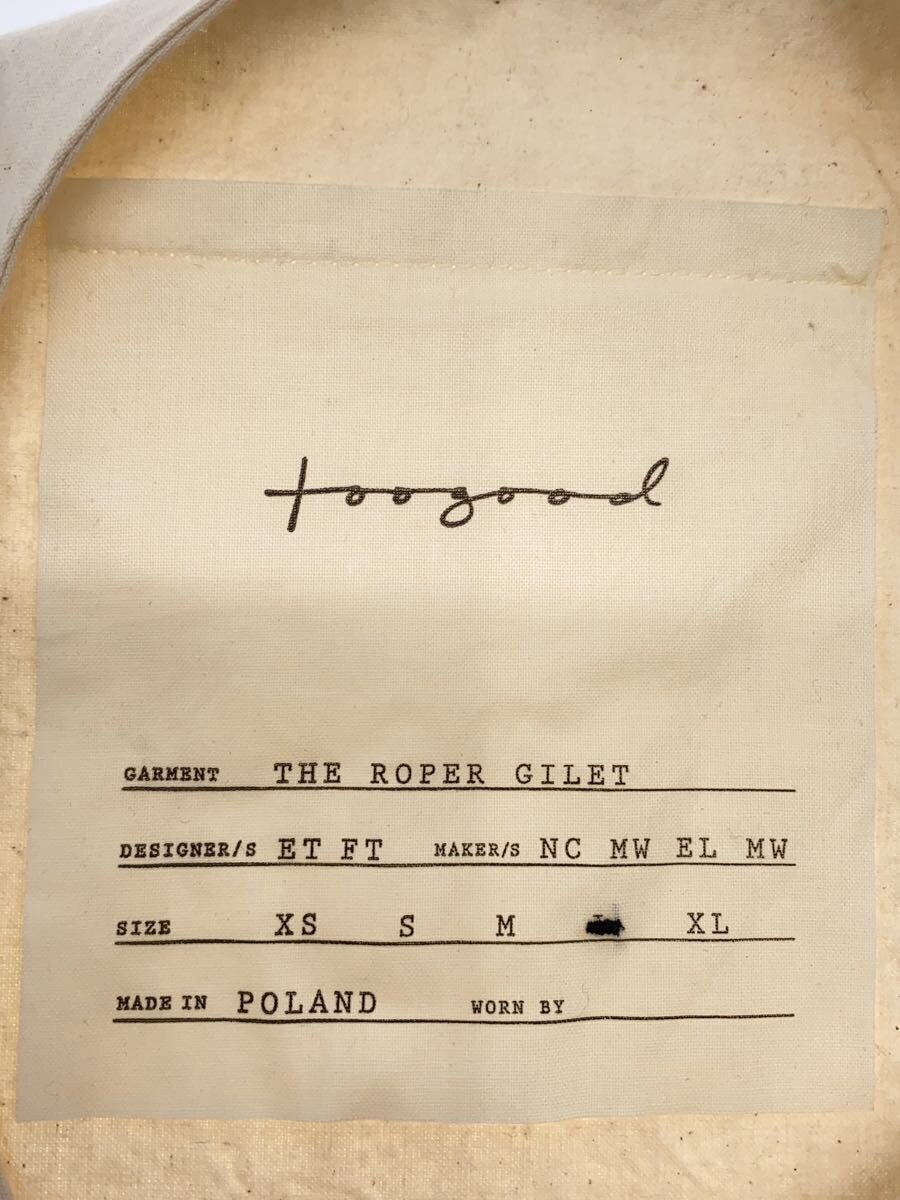 toogood
GARMENT THE ROPER GILET
DESIGNER/S ET FT MAKER/S NC MW EL MW
SIZE XS S M XL
MADE IN POLAND WORN BY